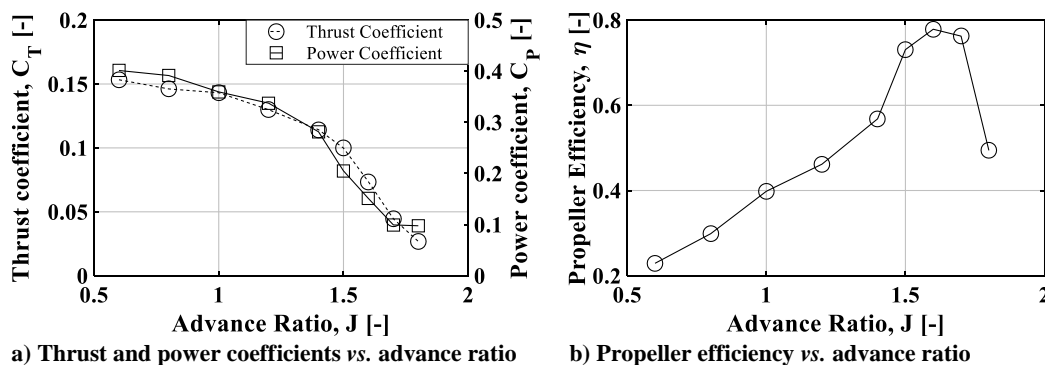 0.2
0.15
0.1
0.05
0
Thrust coefficient, C_T [-]
Thrust Coefficient
Power Coefficient
0.5
0.4
0.3
0.2
0.1
0
Power coefficient, C_P [-]
0.5 1 1.5 2
Advance Ratio, J [-]
a) Thrust and power coefficients vs. advance ratio
0.8
0.6
0.4
0.2
Propeller Efficiency, η [-]
0.5 1 1.5 2
Advance Ratio, J [-]
b) Propeller efficiency vs. advance ratio